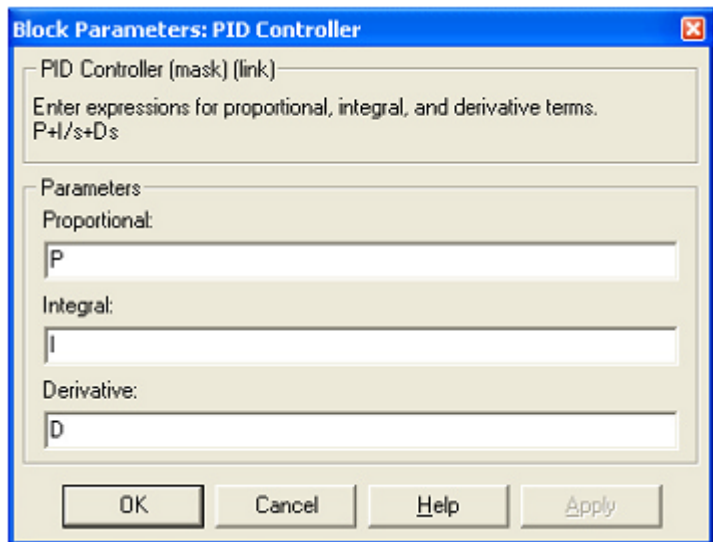 Block Parameters: PID Controller
PID Controller (mask) (link)
Enter expressions for proportional, integral, and derivative terms.
P+I/s+Ds
Parameters
Proportional:
P
Integral:
I
Derivative:
D
OK Cancel Help Apply